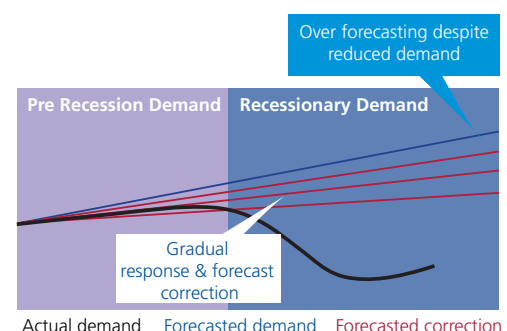 Over forecasting despite
reduced demand
Pre Recession Demand
Recessionary Demand
Gradual
response & forecast
correction
Actual demand
Forecasted demand
Forecasted correction